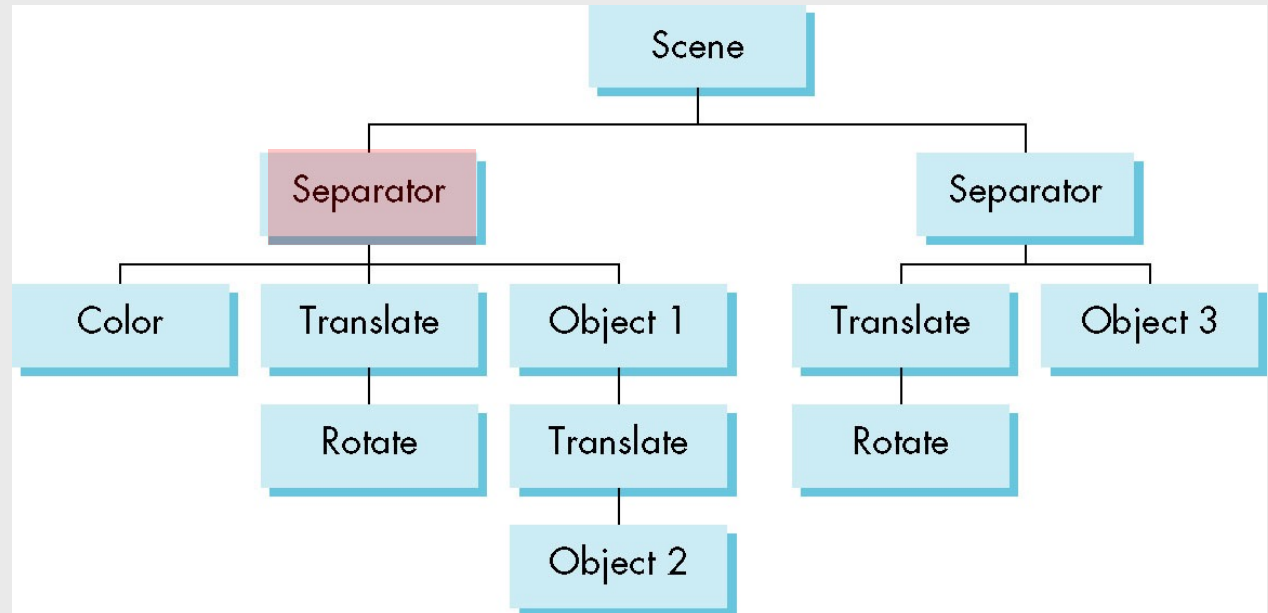 Scene
Separator
Separator
Color
Translate
Object 1
Translate
Object 3
Rotate
Translate
Rotate
Object 2